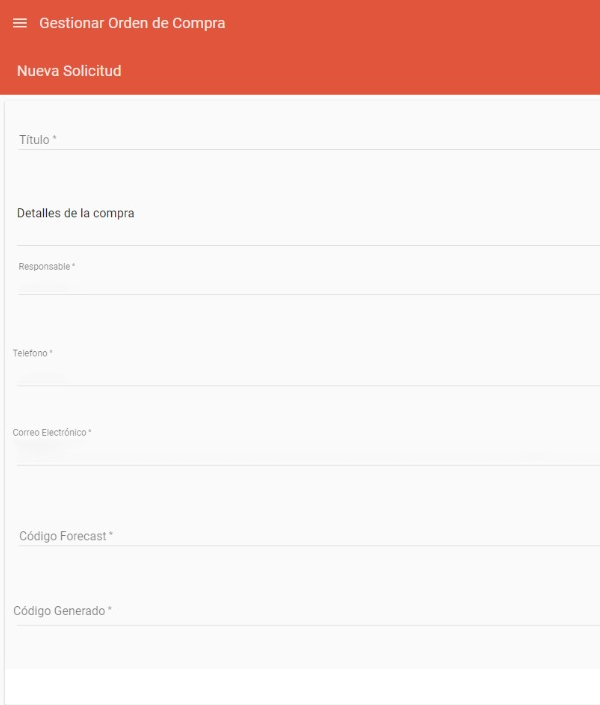 Gestionar Orden de Compra
Nueva Solicitud
Título *
Detalles de la compra
Responsable *
Telefono *
Correo Electrónico *
Código Forecast *
Código Generado *